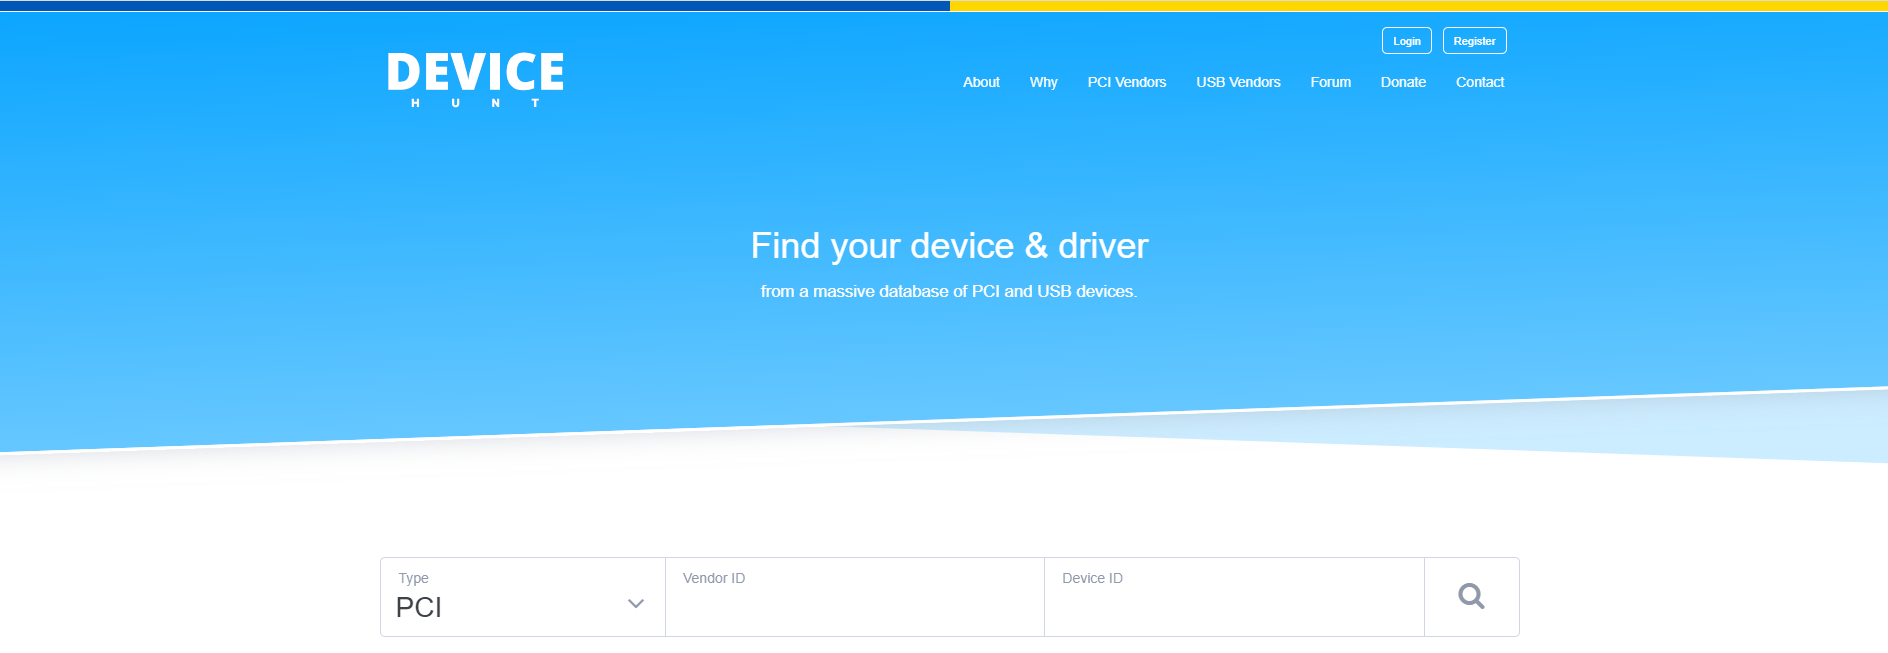 Login Register
DEVICE
HUNT
About Why PCI Vendors USB Vendors Forum Donate Contact
Find your device & driver
from a massive database of PCI and USB devices.
Type Vendor ID Device ID
PCI